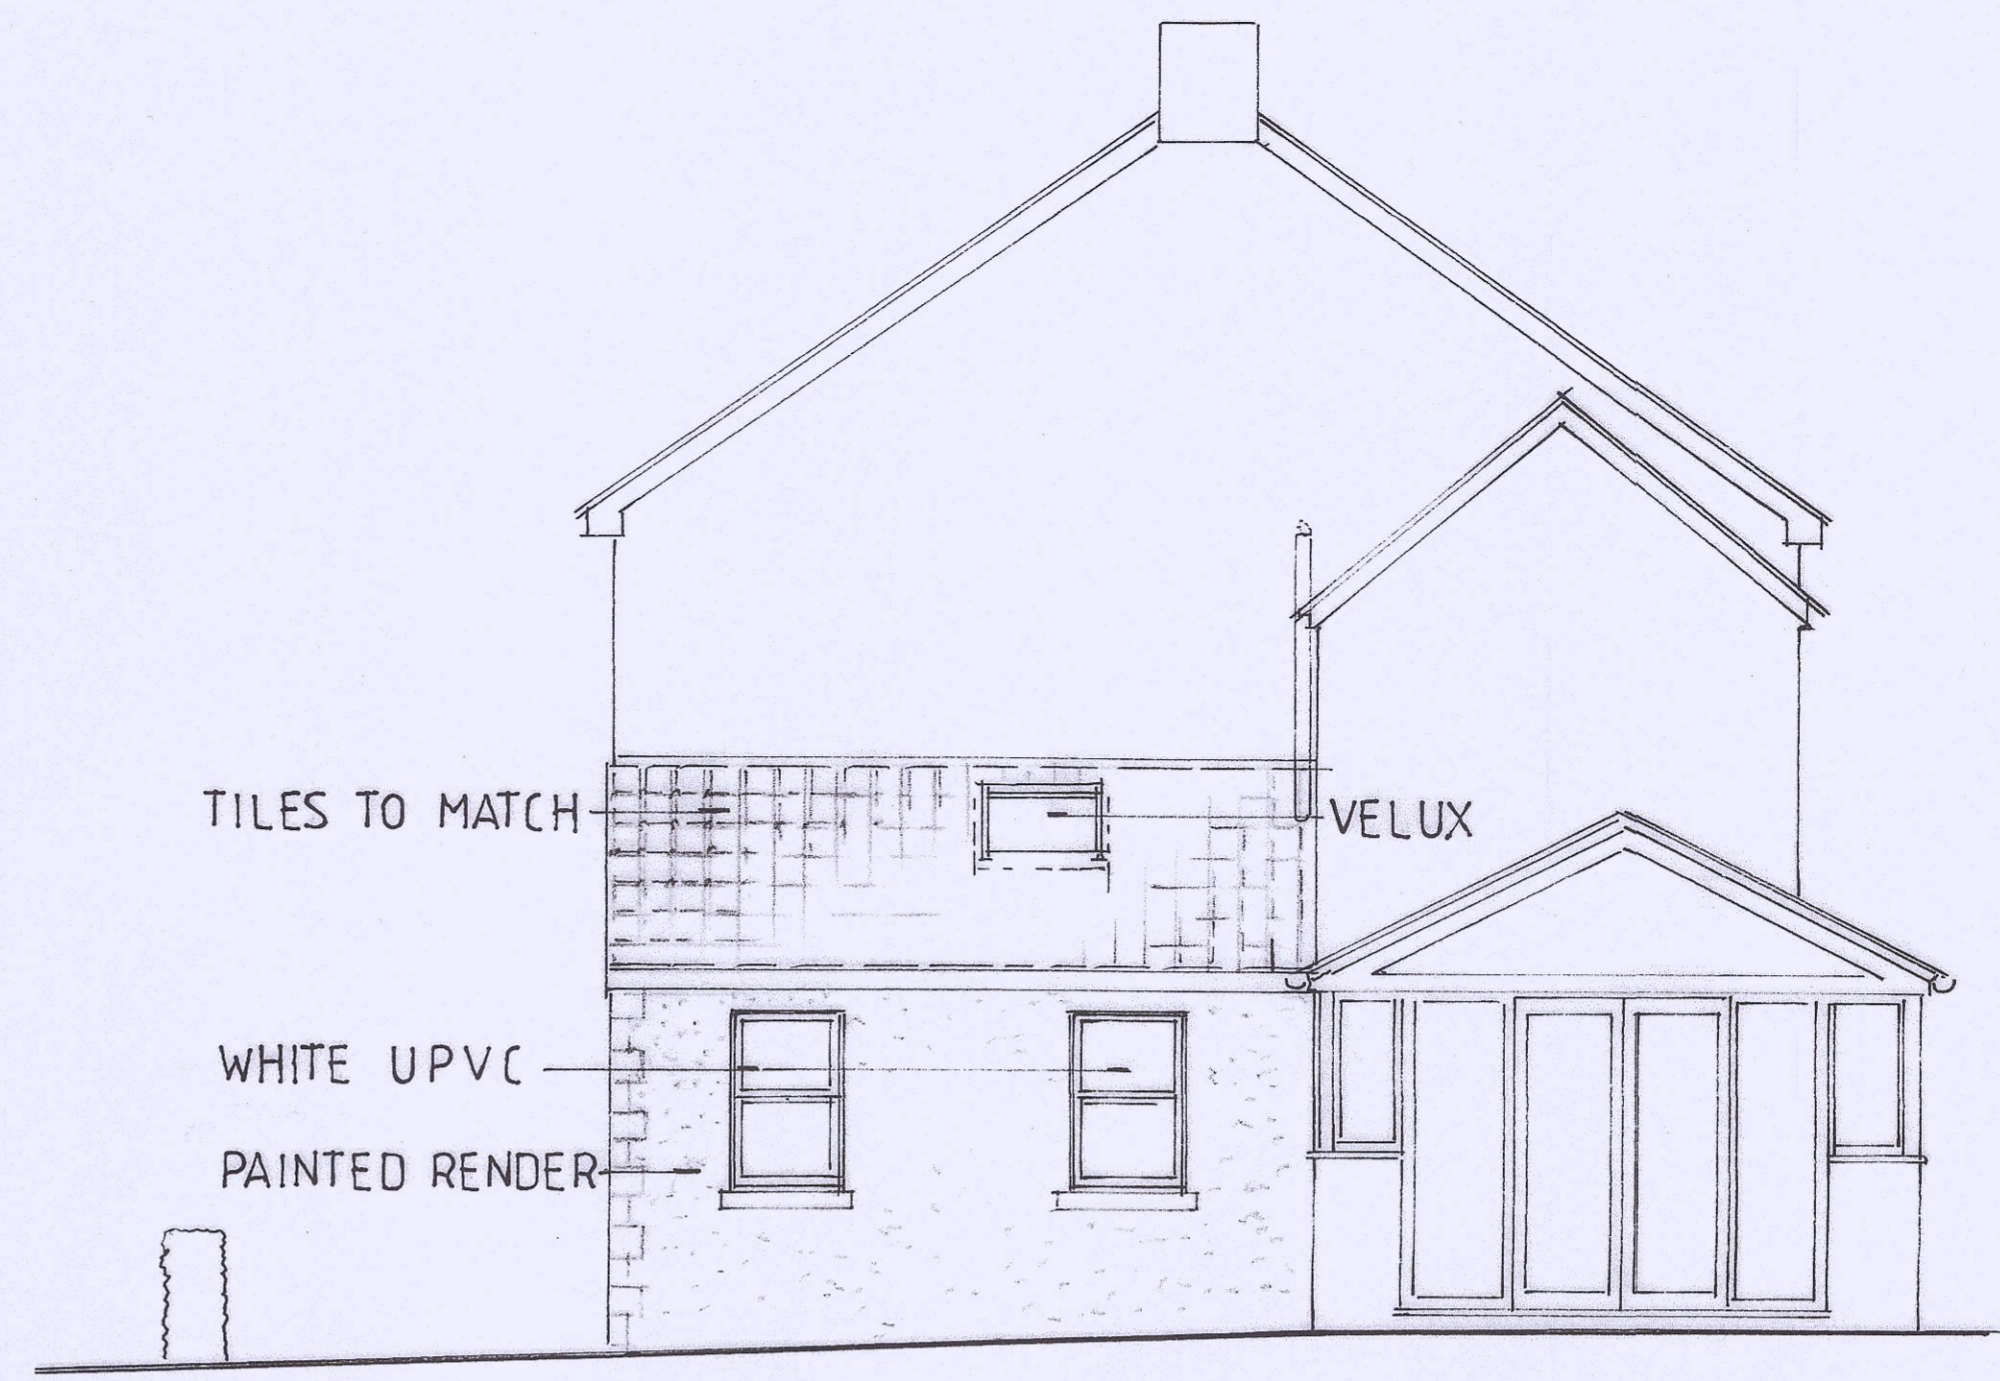 TILES TO MATCH
VELUX
WHITE UPVC
PAINTED RENDER